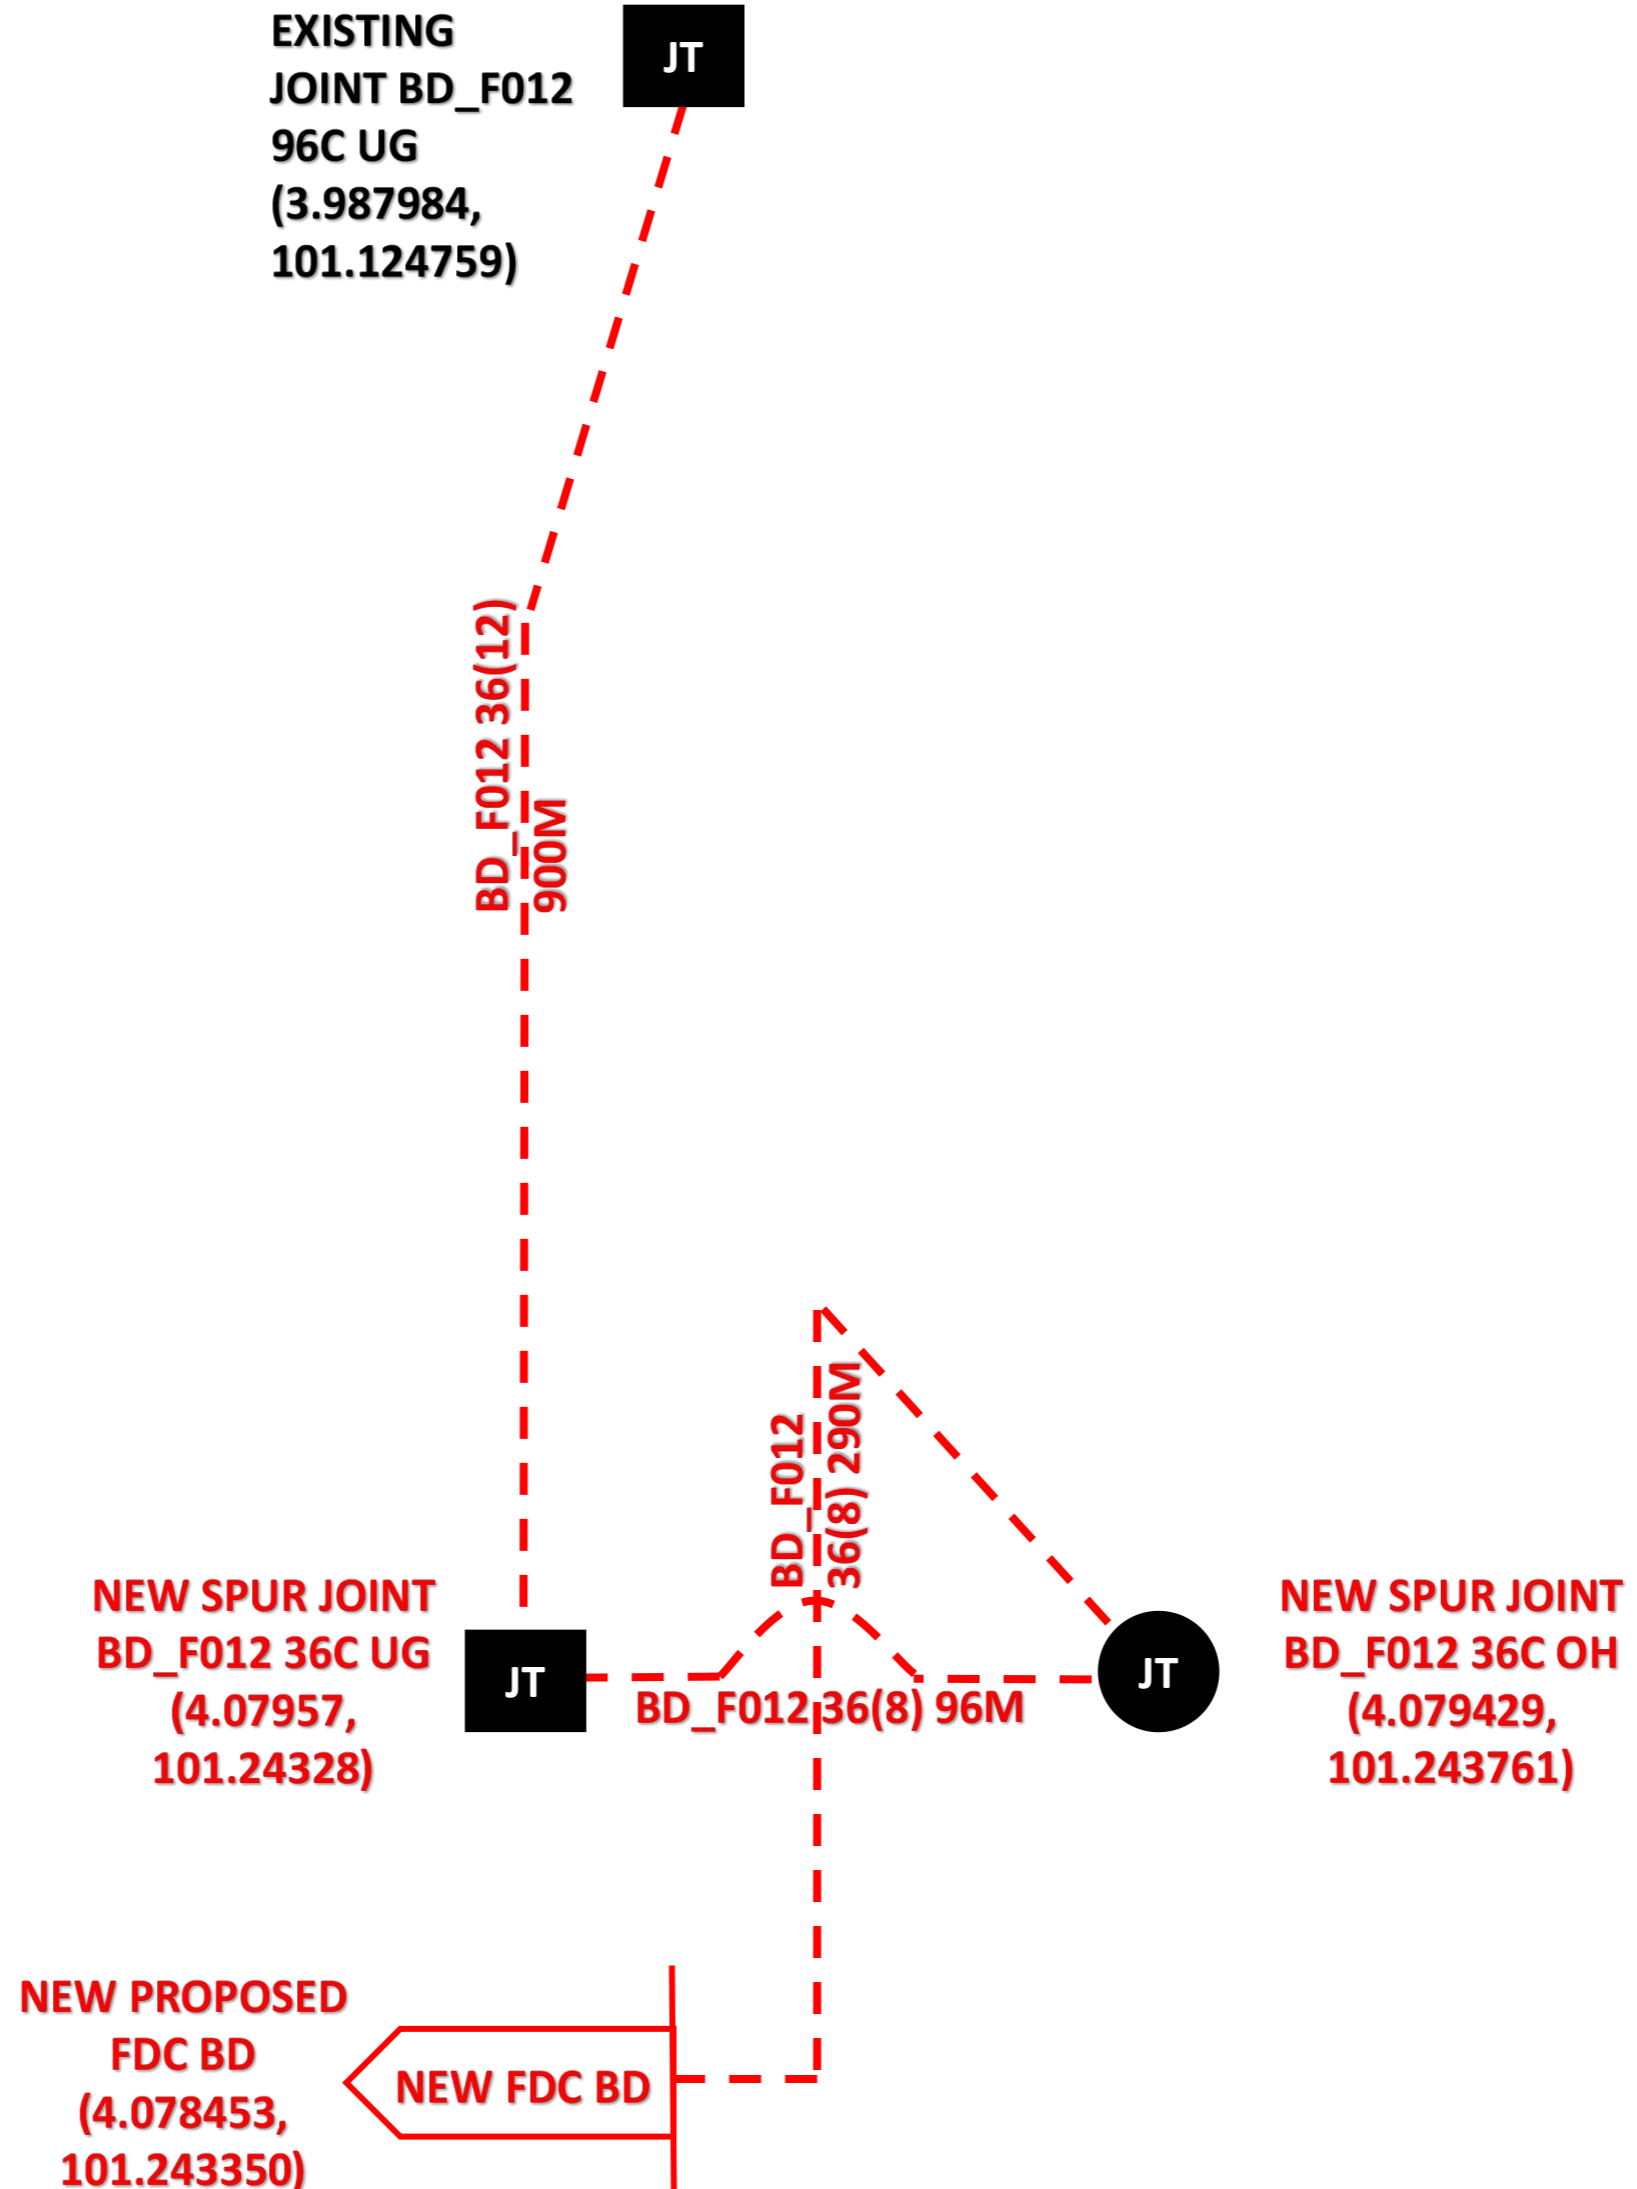 EXISTING
JOINT BD_F012
96C UG
(3.987984,
101.124759)
JT
BD_F012 36(12)
900M
BD_F012
36(8) 290M
NEW SPUR JOINT
BD_F012 36C UG
(4.07957,
101.24328)
JT
BD_F012 36(8) 96M
JT
NEW SPUR JOINT
BD_F012 36C OH
(4.079429,
101.243761)
NEW PROPOSED
FDC BD
(4.078453,
101.243350)
NEW FDC BD